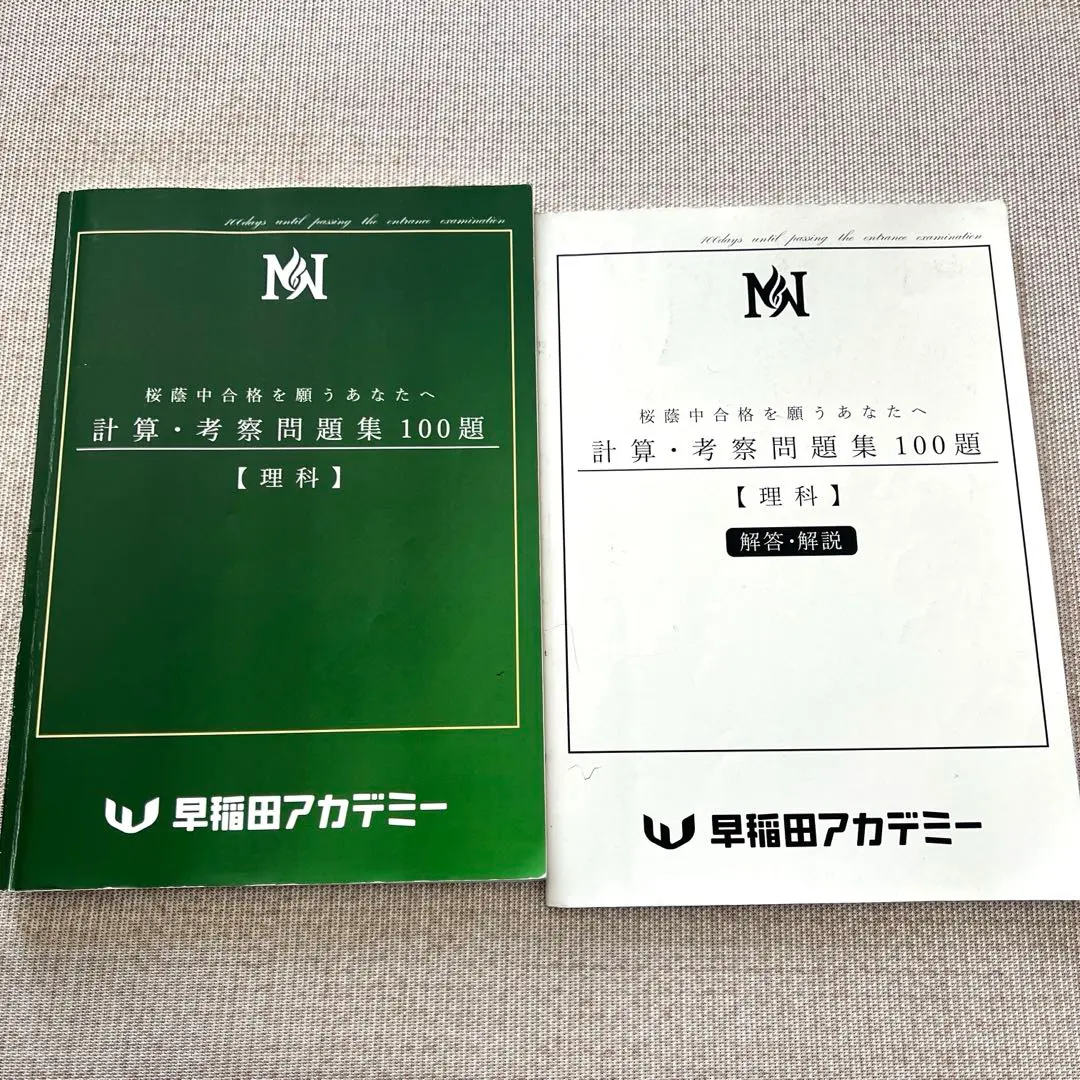 100days until passing the entrance examination
NN
桜蔭中合格を願うあなたへ
計算・考察問題集100題
【理科】
早稲田アカデミー
100days until passing the entrance examination
NN
桜蔭中合格を願うあなたへ
計算・考察問題集100題
【理科】
解答・解説
早稲田アカデミー